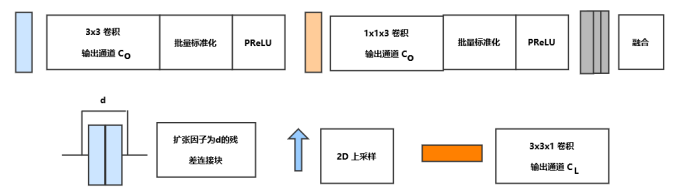 3x3 卷积
输出通道 CO
批量标准化
PReLU
1x1x3 卷积
输出通道 CO
批量标准化
PReLU
融合
d
扩张因子为d的残
差连接块
2D 上采样
3x3x1 卷积
输出通道 CL